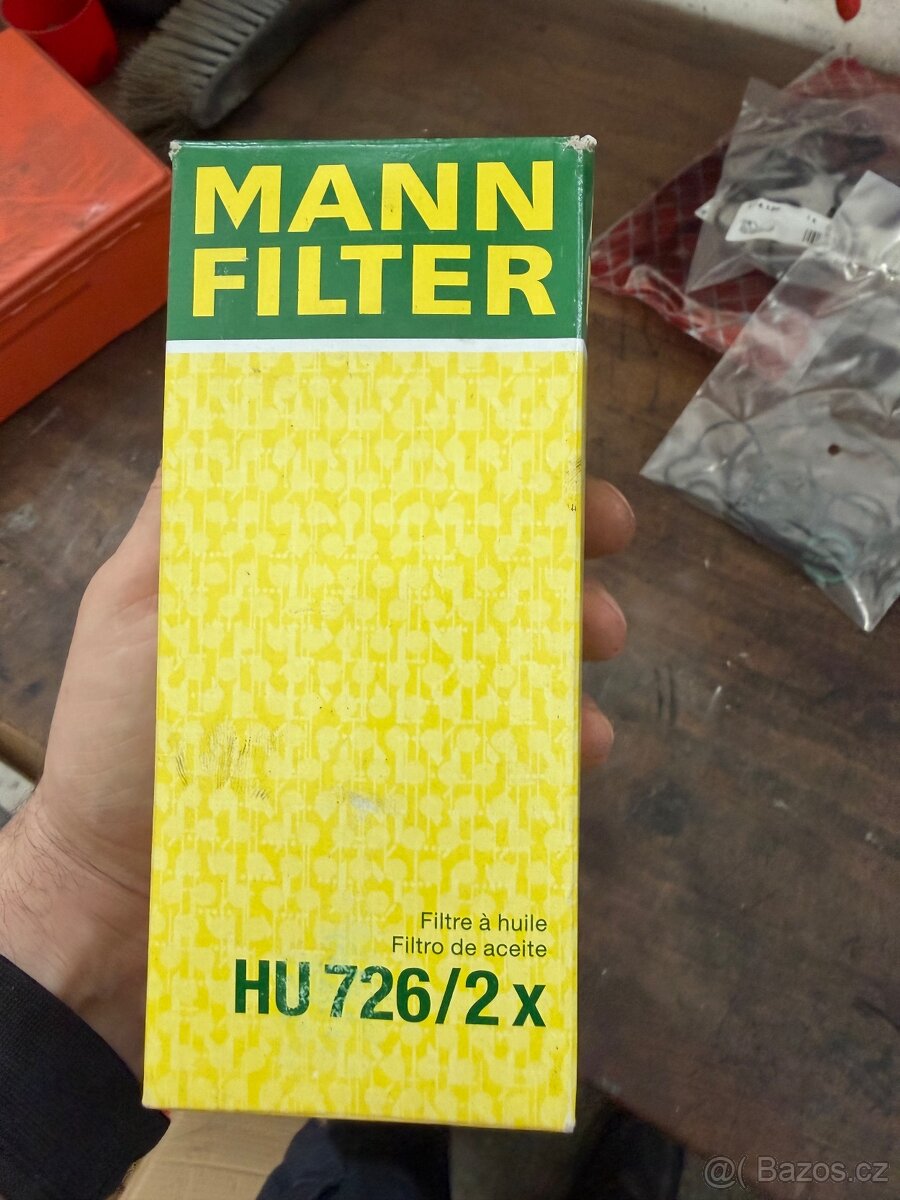 MANN
FILTER
Filtre à huile
Filtro de aceite
HU 726/2 x
@( Bazos.cz